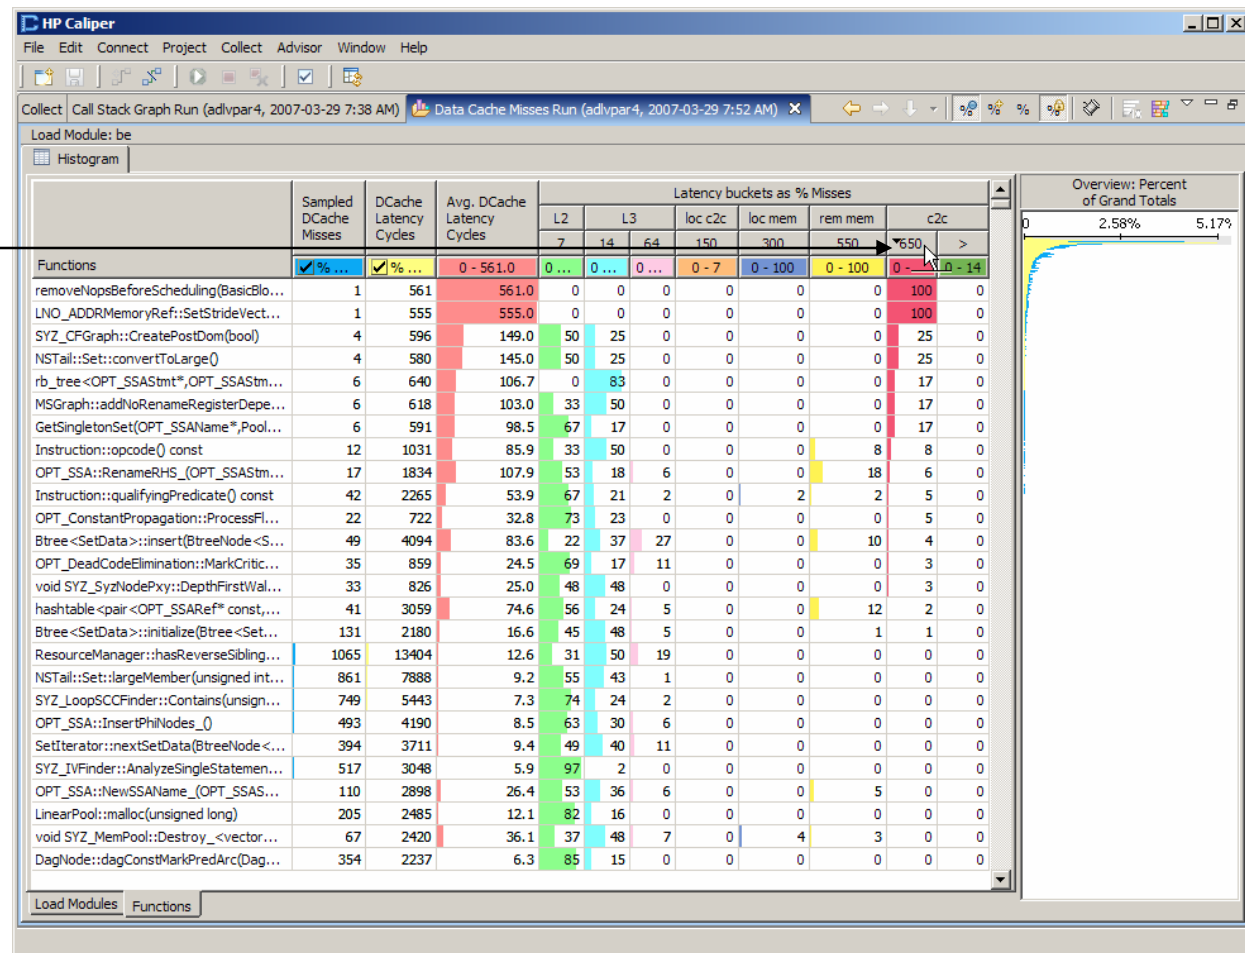 HP Caliper
File Edit Connect Project Collect Advisor Window Help
Collect Call Stack Graph Run (adlvpar4, 2007-03-29 7:38 AM) Data Cache Misses Run (adlvpar4, 2007-03-29 7:52 AM)
Load Module: be
Histogram
Sampled DCache Misses DCache Latency Cycles Avg. DCache Latency Cycles Latency buckets as % Misses Overview: Percent of Grand Totals
L2 L3 loc c2c loc mem rem mem c2c
7 14 64 150 300 550 650 > 0 2.58% 5.17%
Functions % ... % ... 0 - 561.0 0 ... 0 ... 0 ... 0 - 7 0 - 100 0 - 100 0 - 0 - 14
removeNopsBeforeScheduling(BasicBlo... 1 561 561.0 0 0 0 0 0 0 100 0
LNO_ADDRMemoryRef::SetStrideVect... 1 555 555.0 0 0 0 0 0 0 100 0
SYZ_CFGraph::CreatePostDom(bool) 4 596 149.0 50 25 0 0 0 0 25 0
NSTail::Set::convertToLarge() 4 580 145.0 50 25 0 0 0 0 25 0
rb_tree<OPT_SSAStmt*,OPT_SSAStm... 6 640 106.7 0 83 0 0 0 0 17 0
MSGraph::addNoRenameRegisterDepe... 6 618 103.0 33 50 0 0 0 0 17 0
GetSingletonSet(OPT_SSAName*,Pool... 6 591 98.5 67 17 0 0 0 0 17 0
Instruction::opcode() const 12 1031 85.9 33 50 0 0 0 8 8 0
OPT_SSA::RenameRHS_(OPT_SSAStm... 17 1834 107.9 53 18 6 0 0 18 6 0
Instruction::qualifyingPredicate() const 42 2265 53.9 67 21 2 0 2 2 5 0
OPT_ConstantPropagation::ProcessFl... 22 722 32.8 73 23 0 0 0 0 5 0
Btree<SetData>::insert(BtreeNode<S... 49 4094 83.6 22 37 27 0 0 10 4 0
OPT_DeadCodeElimination::MarkCritic... 35 859 24.5 69 17 11 0 0 0 3 0
void SYZ_SyzNodePxy::DepthFirstWal... 33 826 25.0 48 48 0 0 0 0 3 0
hashtable<pair<OPT_SSARef* const,... 41 3059 74.6 56 24 5 0 0 12 2 0
Btree<SetData>::initialize(Btree<Set... 131 2180 16.6 45 48 5 0 0 1 1 0
ResourceManager::hasReverseSibling... 1065 13404 12.6 31 50 19 0 0 0 0 0
NSTail::Set::largeMember(unsigned int... 861 7888 9.2 55 43 1 0 0 0 0 0
SYZ_LoopSCCFinder::Contains(unsign... 749 5443 7.3 74 24 2 0 0 0 0 0
OPT_SSA::InsertPhiNodes_() 493 4190 8.5 63 30 6 0 0 0 0 0
SetIterator::nextSetData(BtreeNode<... 394 3711 9.4 49 40 11 0 0 0 0 0
SYZ_IVFinder::AnalyzeSingleStatemen... 517 3048 5.9 97 2 0 0 0 0 0 0
OPT_SSA::NewSSAName_(OPT_SSAS... 110 2898 26.4 53 36 6 0 0 5 0 0
LinearPool::malloc(unsigned long) 205 2485 12.1 82 16 0 0 0 0 0 0
void SYZ_MemPool::Destroy_<vector... 67 2420 36.1 37 48 7 0 4 3 0 0
DagNode::dagConstMarkPredArc(Dag... 354 2237 6.3 85 15 0 0 0 0 0 0
Load Modules Functions